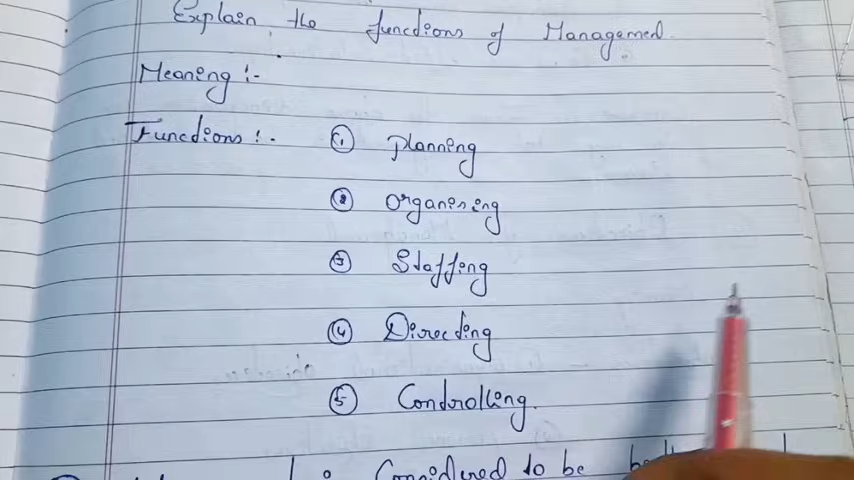 Explain the functions of Management.
Meaning :-
Functions :- ① Planning
② Organising
③ Staffing
④ Directing
⑤ Controlling.
Considered to be